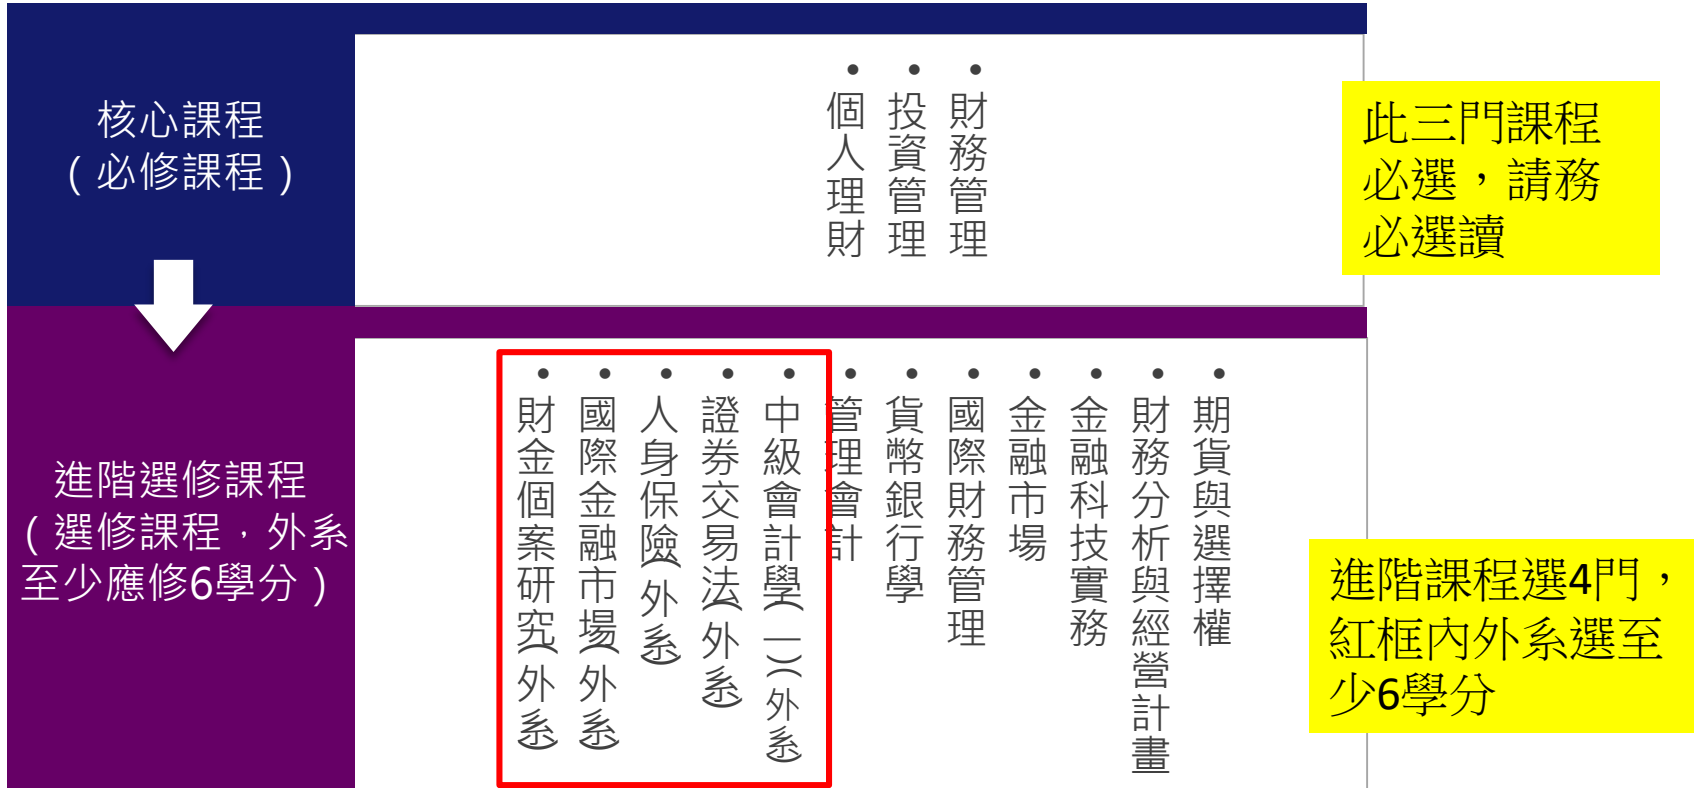 核心課程
(必修課程)
• 財務管理
• 投資管理
• 個人理財
此三門課程
必選,請務
必選讀
進階選修課程
(選修課程,外系
至少應修6學分)
• 期貨與選擇權
• 財務分析與經營計畫
• 金融科技實務
• 金融市場
• 國際財務管理
• 貨幣銀行學
• 管理會計
• 中級會計學(一)(外系)
• 證券交易法(外系)
• 人身保險(外系)
• 國際金融市場(外系)
• 財金個案研究(外系)
進階課程選4門,
紅框內外系選至
少6學分